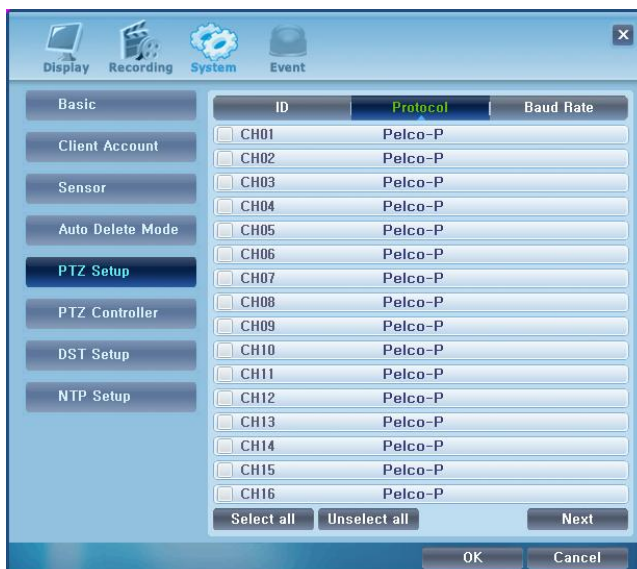 Display Recording System Event
Basic
Client Account
Sensor
Auto Delete Mode
PTZ Setup
PTZ Controller
DST Setup
NTP Setup
ID Protocol Baud Rate
CH01 Pelco-P
CH02 Pelco-P
CH03 Pelco-P
CH04 Pelco-P
CH05 Pelco-P
CH06 Pelco-P
CH07 Pelco-P
CH08 Pelco-P
CH09 Pelco-P
CH10 Pelco-P
CH11 Pelco-P
CH12 Pelco-P
CH13 Pelco-P
CH14 Pelco-P
CH15 Pelco-P
CH16 Pelco-P
Select all Unselect all Next
OK Cancel